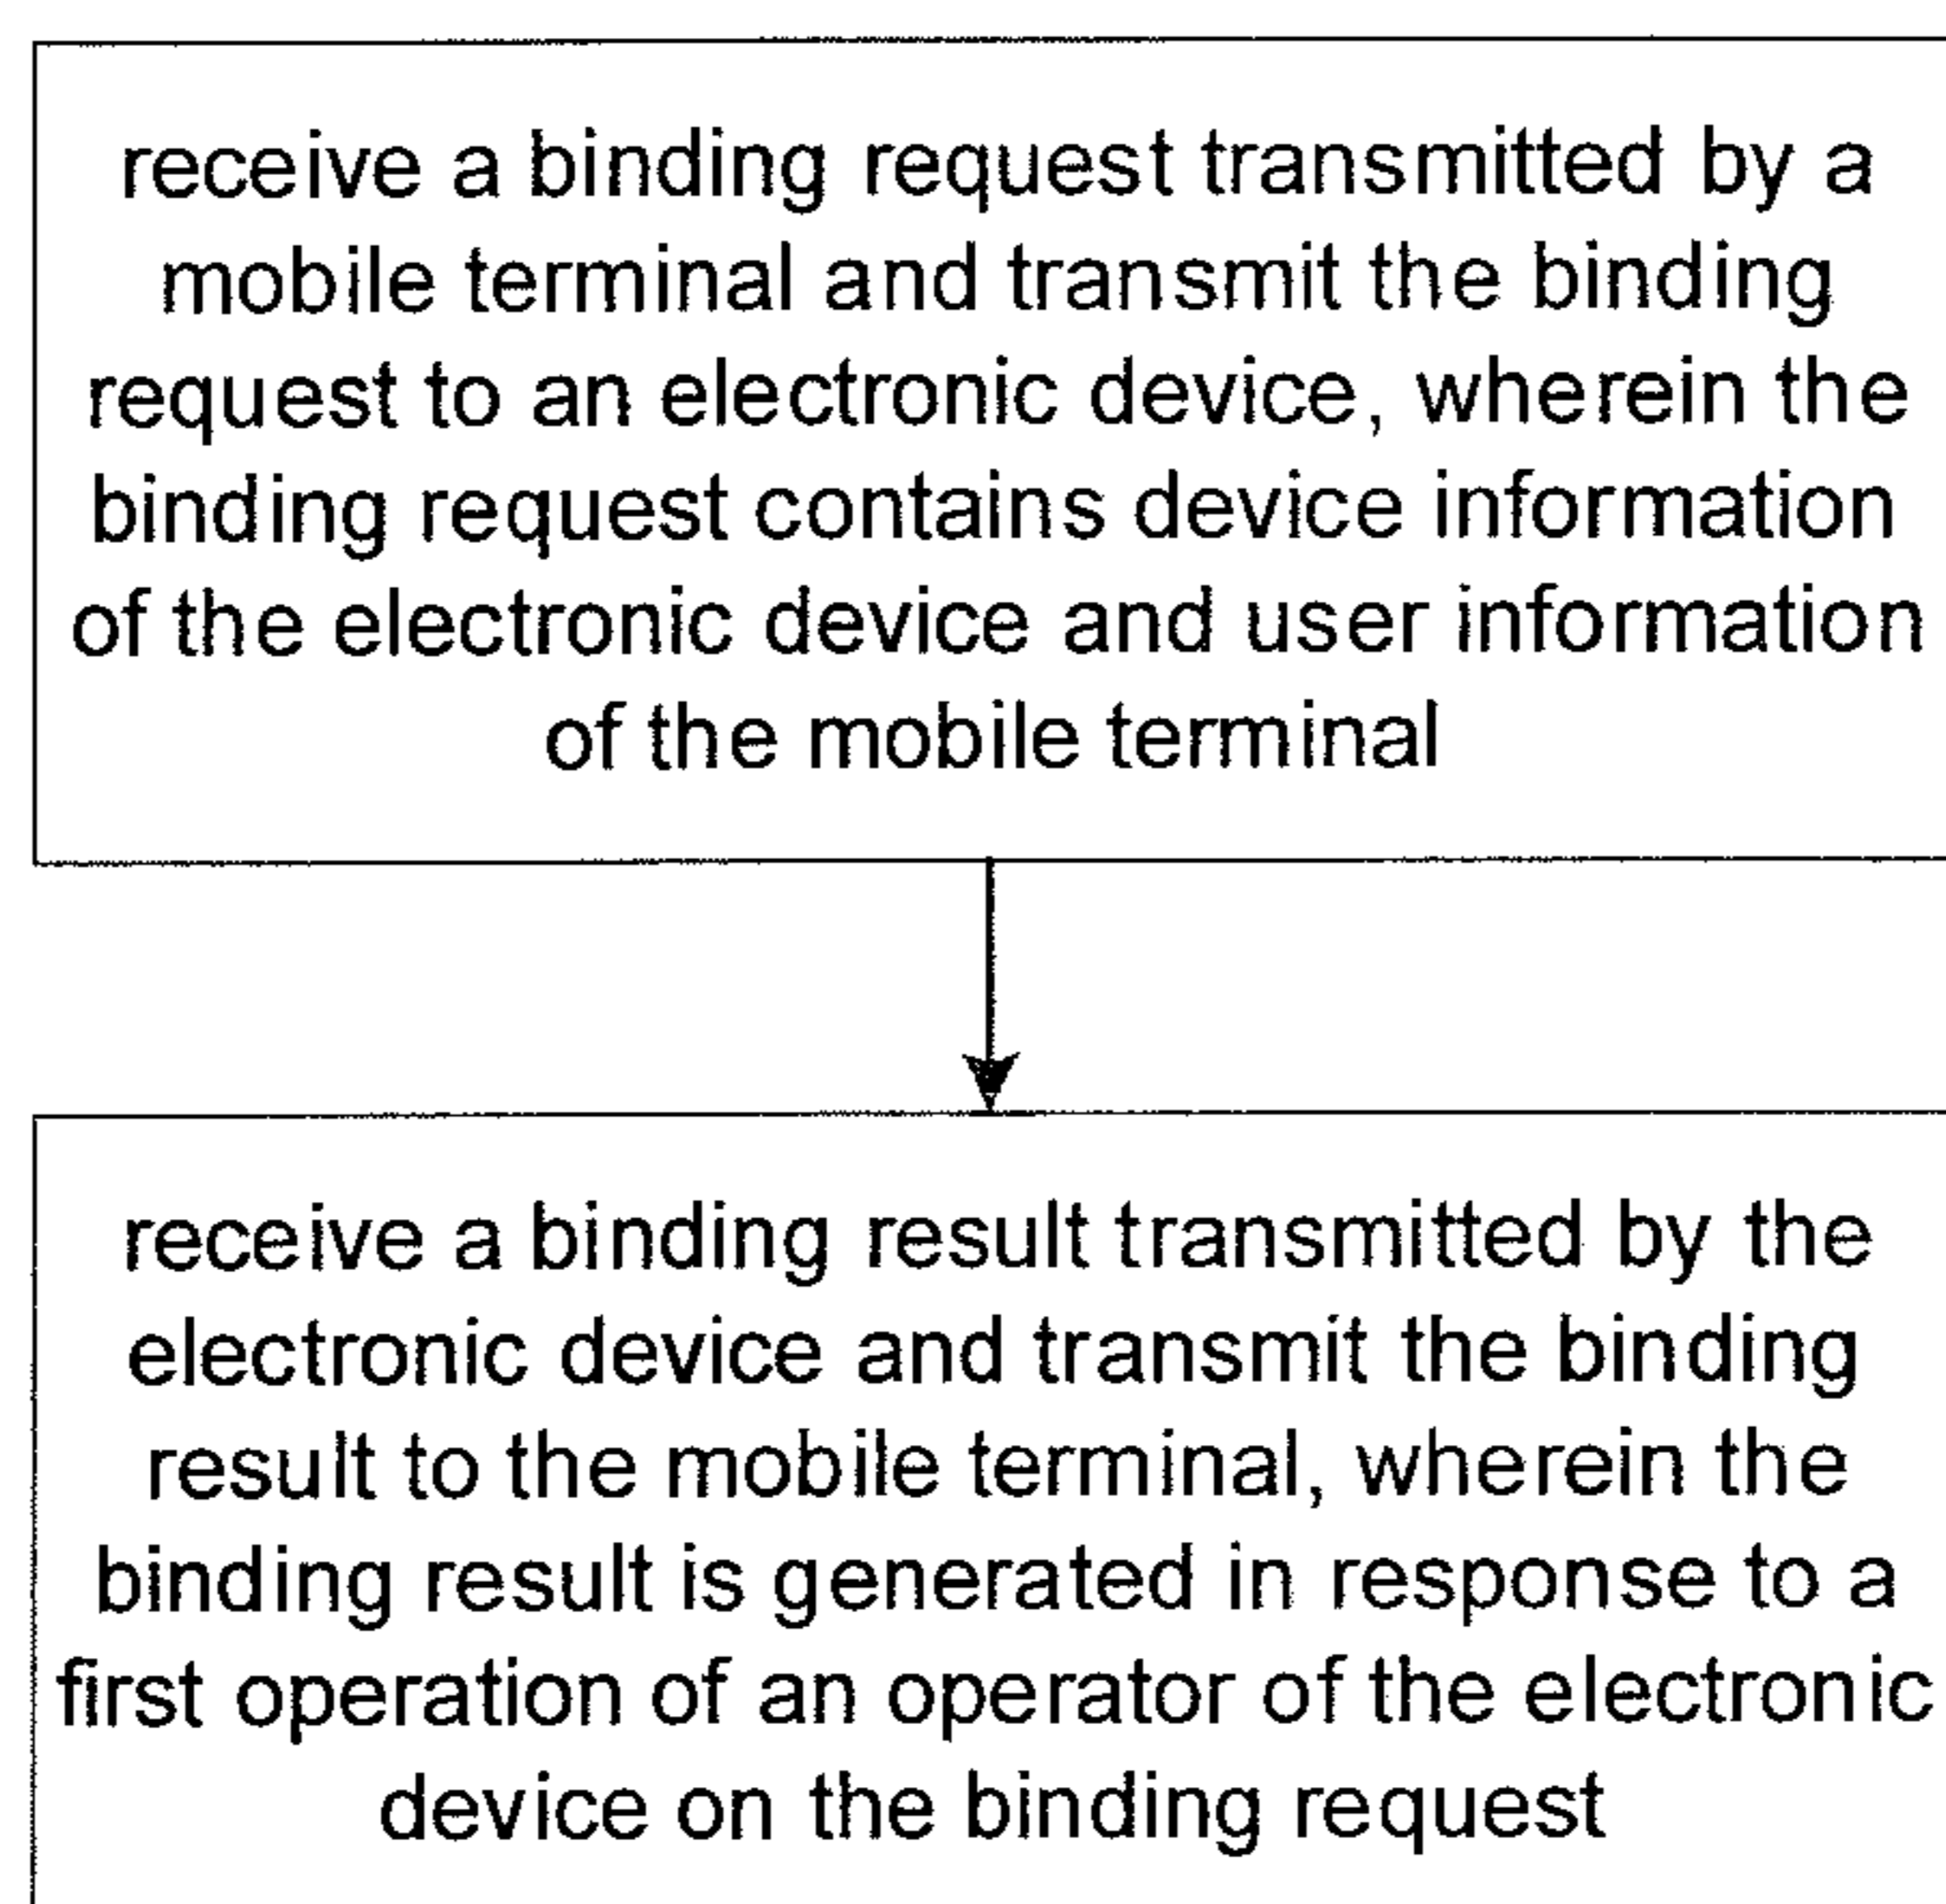 receive a binding request transmitted by a
mobile terminal and transmit the binding
request to an electronic device, wherein the
binding request contains device information
of the electronic device and user information
of the mobile terminal
receive a binding result transmitted by the
electronic device and transmit the binding
result to the mobile terminal, wherein the
binding result is generated in response to a
first operation of an operator of the electronic
device on the binding request